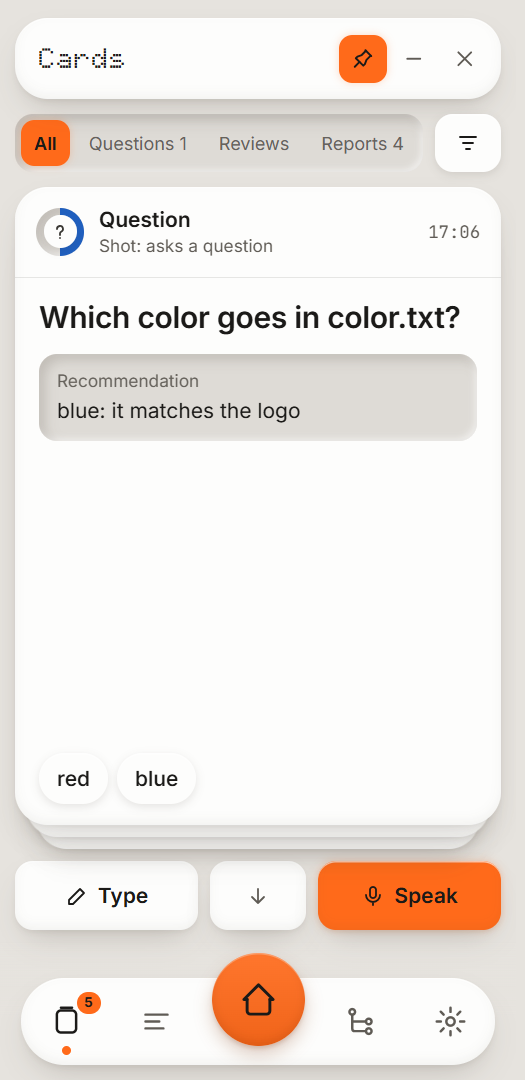 Cards
All Questions 1 Reviews Reports 4
?
Question
Shot: asks a question
17:06
Which color goes in color.txt?
Recommendation
blue: it matches the logo
red blue
Type Speak
5